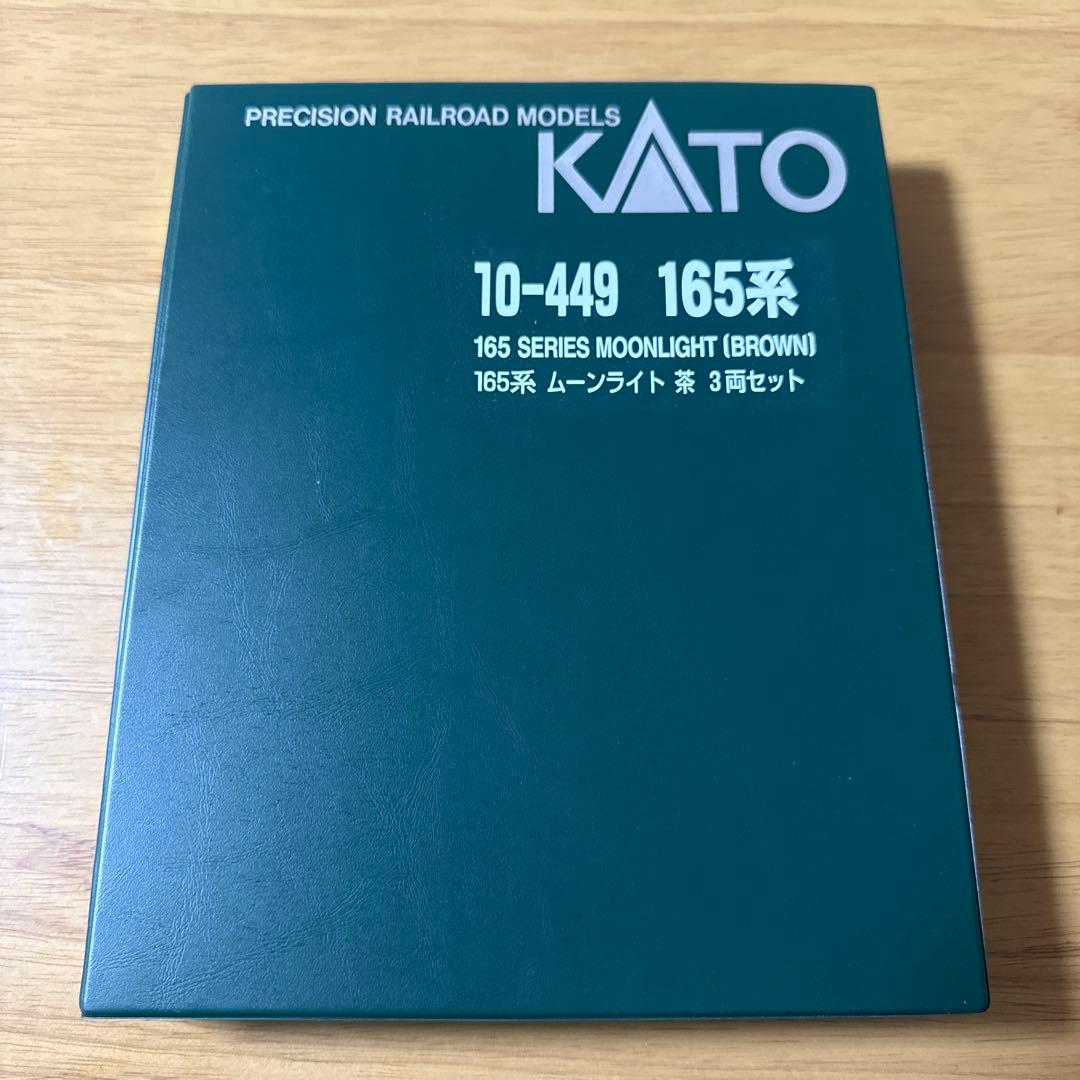 PRECISION RAILROAD MODELS
KATO
10-449 165系
165 SERIES MOONLIGHT (BROWN)
165系 ムーンライト 茶 3両セット